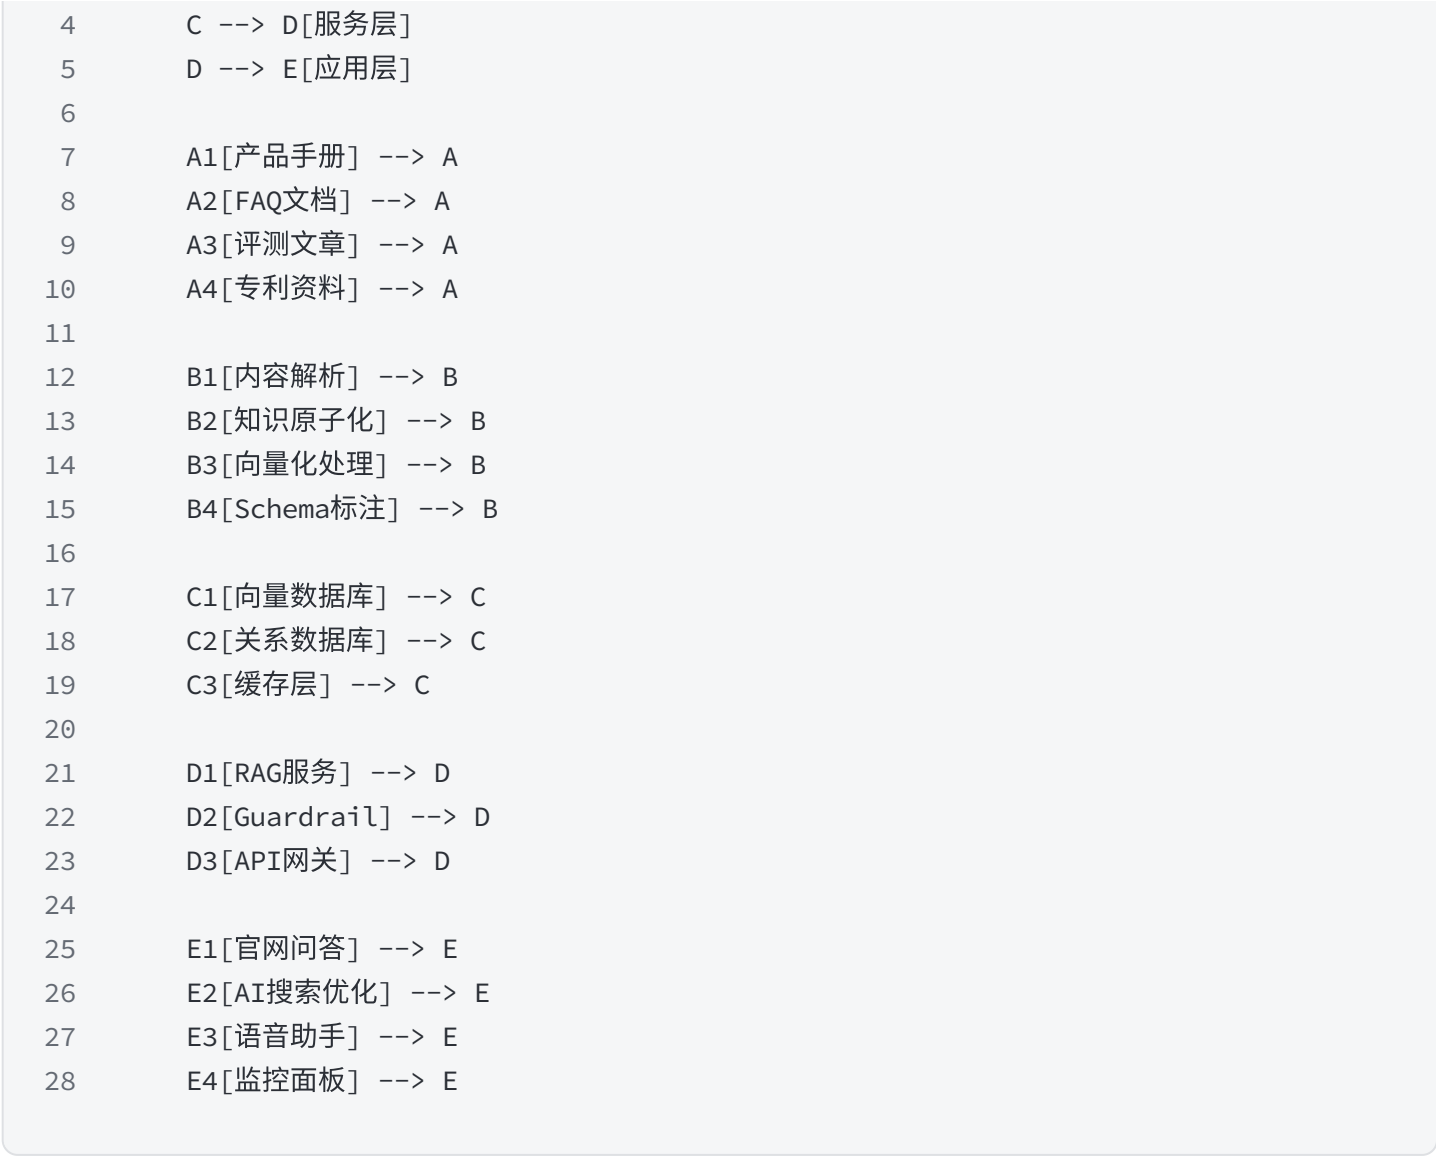 4 C --> D[服务层]
5 D --> E[应用层]
6
7 A1[产品手册] --> A
8 A2[FAQ文档] --> A
9 A3[评测文章] --> A
10 A4[专利资料] --> A
11
12 B1[内容解析] --> B
13 B2[知识原子化] --> B
14 B3[向量化处理] --> B
15 B4[Schema标注] --> B
16
17 C1[向量数据库] --> C
18 C2[关系数据库] --> C
19 C3[缓存层] --> C
20
21 D1[RAG服务] --> D
22 D2[Guardrail] --> D
23 D3[API网关] --> D
24
25 E1[官网问答] --> E
26 E2[AI搜索优化] --> E
27 E3[语音助手] --> E
28 E4[监控面板] --> E